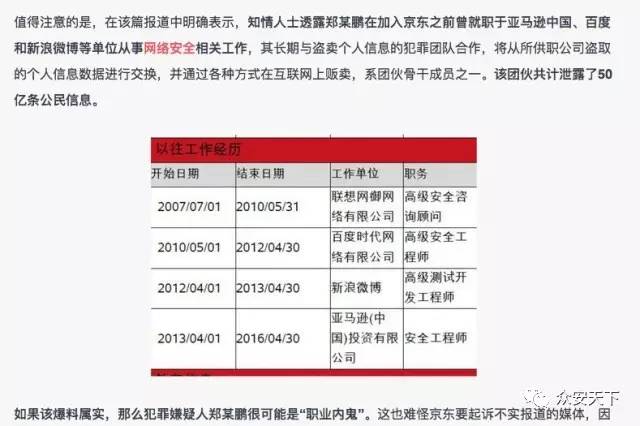 值得注意的是，在该篇报道中明确表示，知情人士透露郑某鹏在加入京东之前曾就职于亚马逊中国、百度
和新浪微博等单位从事网络安全相关工作，其长期与盗卖个人信息的犯罪团队合作，将从所供职公司盗取
的个人信息数据进行交换，并通过各种方式在互联网上贩卖，系团伙骨干成员之一。该团伙共计泄露了50
亿条公民信息。
以往工作经历
开始日期 结束日期 工作单位 职务
2007/07/01 2010/05/31 联想网御网
络有限公司 高级安全咨
询顾问
2010/05/01 2012/04/30 百度时代网
络有限公司 高级安全工
程师
2012/04/01 2013/04/30 新浪微博 高级测试开
发工程师
2013/04/01 2016/04/30 亚马逊(中
国)投资有限
公司 安全工程师
众安天下
如果该爆料属实，那么犯罪嫌疑人郑某鹏很可能是“职业内鬼”。这也难怪京东要起诉不实报道的媒体，因